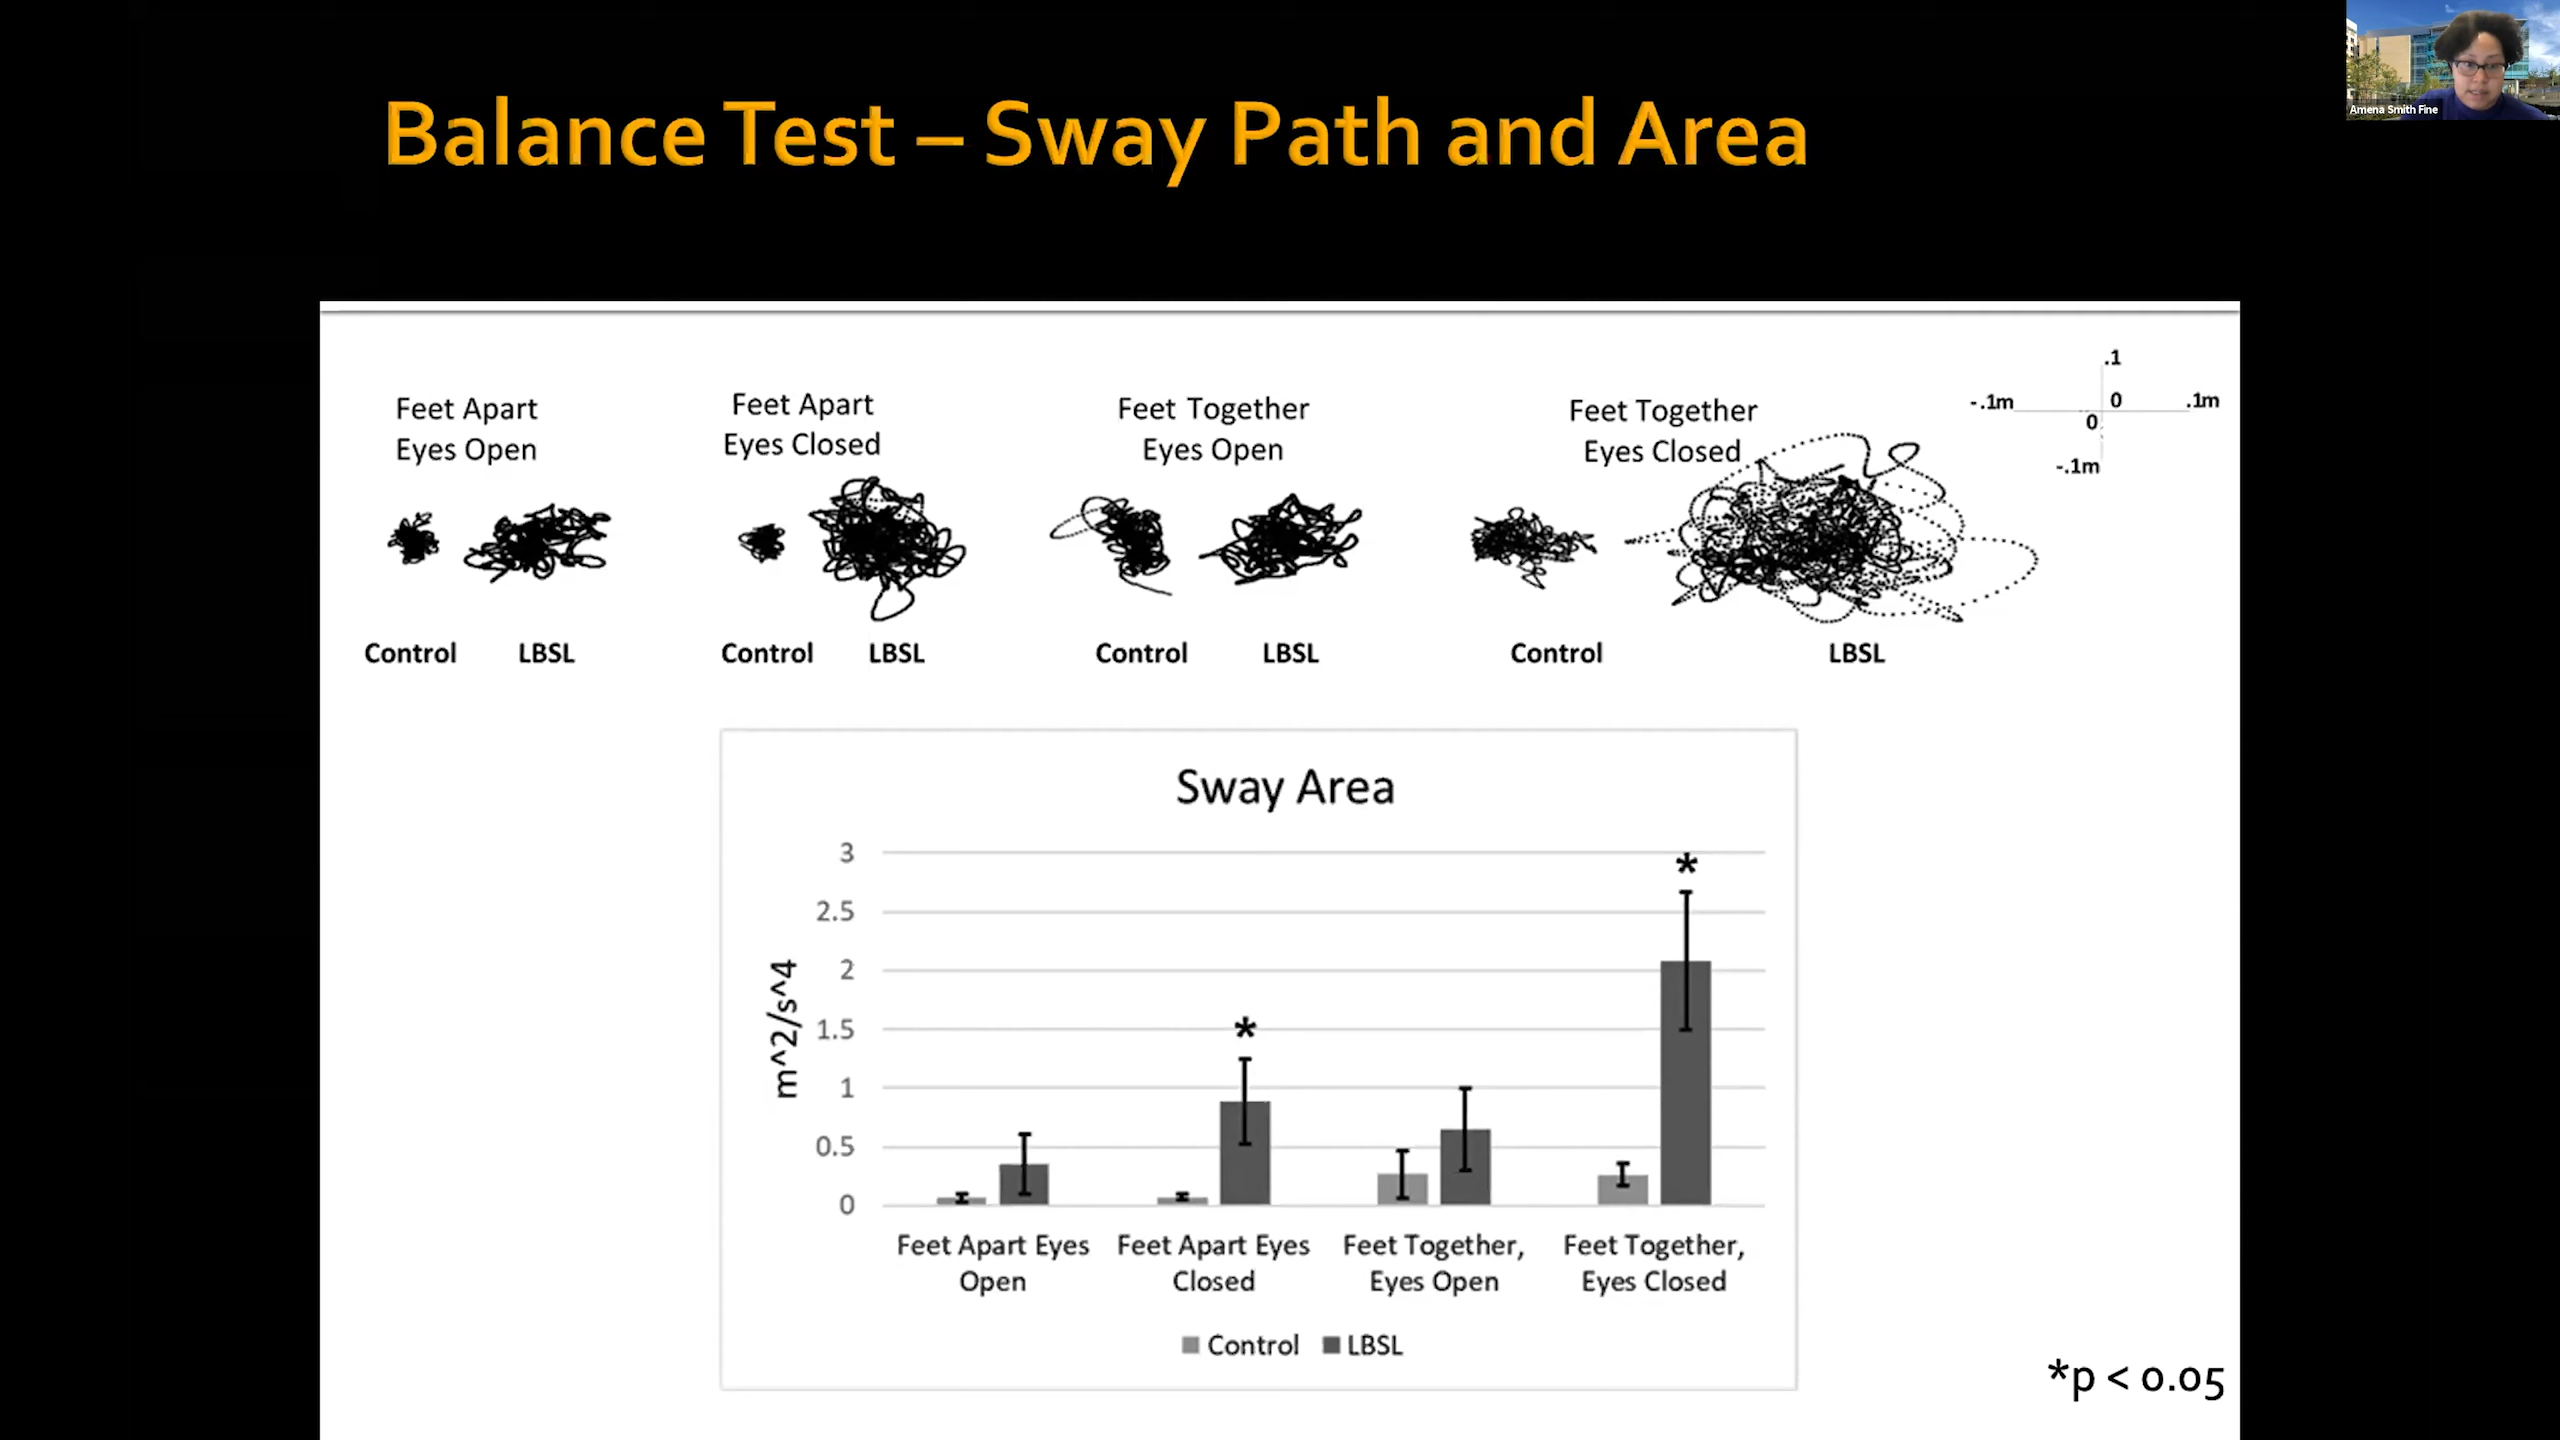 Amena Smith Fine
Balance Test – Sway Path and Area
Feet Apart
Eyes Open
Feet Apart
Eyes Closed
Feet Together
Eyes Open
Feet Together
Eyes Closed
.1
-.1m
0
.1m
0
-.1m
Control
LBSL
Control
LBSL
Control
LBSL
Control
LBSL
Sway Area
m^2/s^4
3
2.5
2
1.5
1
0.5
0
*
*
Feet Apart Eyes
Open
Feet Apart Eyes
Closed
Feet Together,
Eyes Open
Feet Together,
Eyes Closed
Control
LBSL
*p < 0.05